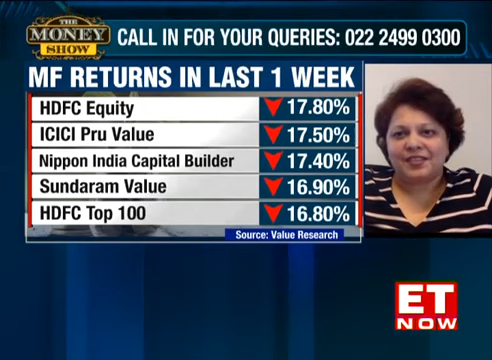 THE
MONEY
SHOW
CALL IN FOR YOUR QUERIES: 022 2499 0300
MF RETURNS IN LAST 1 WEEK
HDFC Equity 17.80%
ICICI Pru Value 17.50%
Nippon India Capital Builder 17.40%
Sundaram Value 16.90%
HDFC Top 100 16.80%
Source: Value Research
ET
NOW